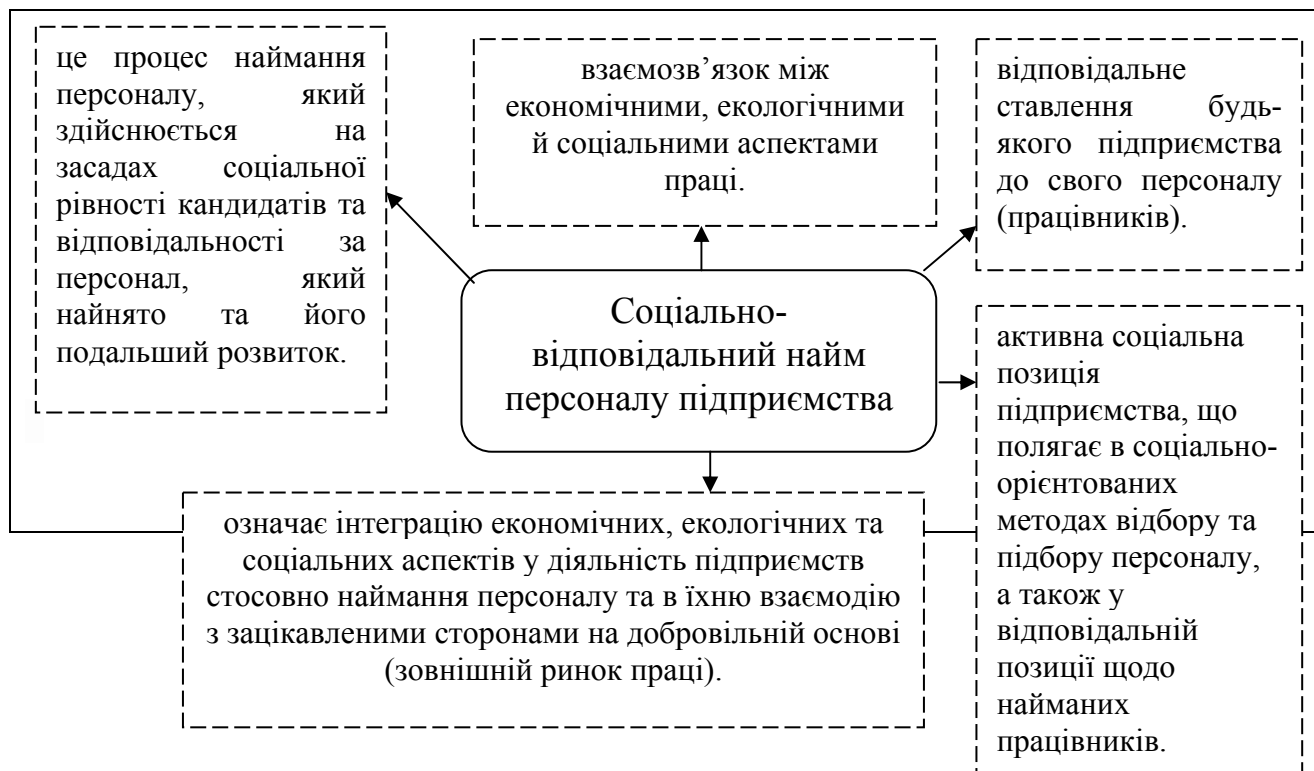 це процес наймання
персоналу, який
здійснюється на
засадах соціальної
рівності кандидатів та
відповідальності за
персонал, який
найнято та його
подальший розвиток.
взаємозв’язок між
економічними, екологічними
й соціальними аспектами
праці.
відповідальне
ставлення будь-
якого підприємства
до свого персоналу
(працівників).
Соціально-
відповідальний найм
персоналу підприємства
активна соціальна
позиція
підприємства, що
полягає в соціально-
орієнтованих
методах відбору та
підбору персоналу,
а також у
відповідальній
позиції щодо
найманих
працівників.
означає інтеграцію економічних, екологічних та
соціальних аспектів у діяльність підприємств
стосовно наймання персоналу та в їхню взаємодію
з зацікавленими сторонами на добровільній основі
(зовнішній ринок праці).